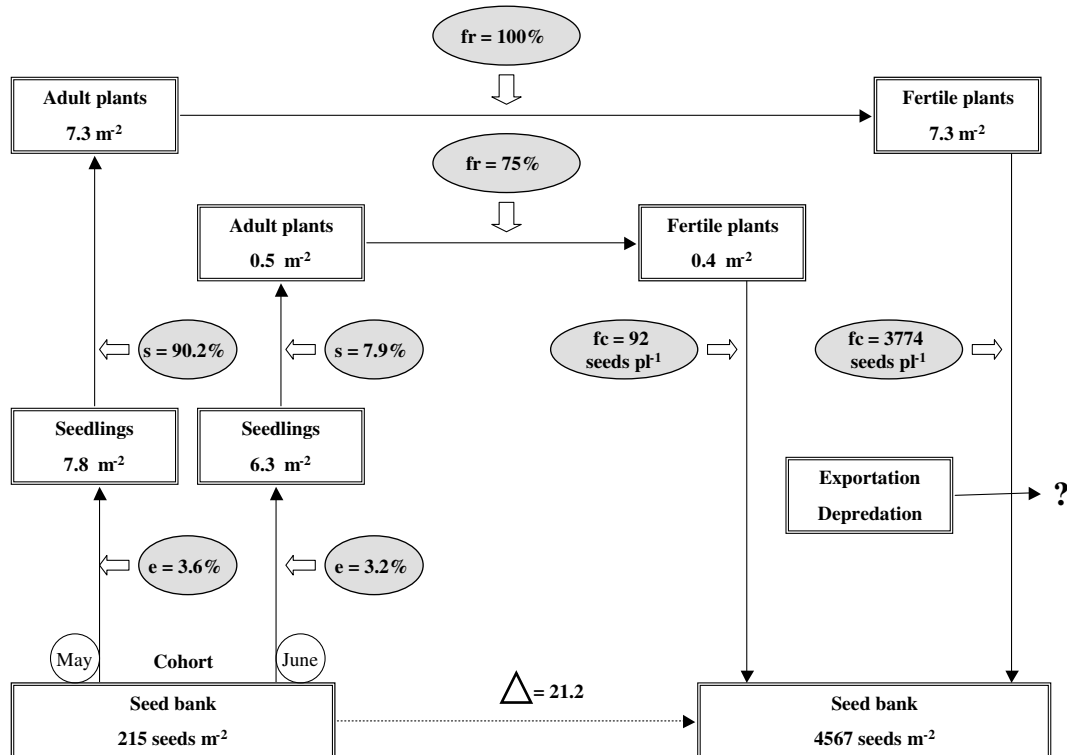 fr = 100%
Adult plants
7.3 m⁻²
Fertile plants
7.3 m⁻²
fr = 75%
Adult plants
0.5 m⁻²
Fertile plants
0.4 m⁻²
s = 90.2%
s = 7.9%
fc = 92
seeds pl⁻¹
fc = 3774
seeds pl⁻¹
Seedlings
7.8 m⁻²
Seedlings
6.3 m⁻²
Exportation
Depredation
?
e = 3.6%
e = 3.2%
May
Cohort
June
△ = 21.2
Seed bank
215 seeds m⁻²
Seed bank
4567 seeds m⁻²